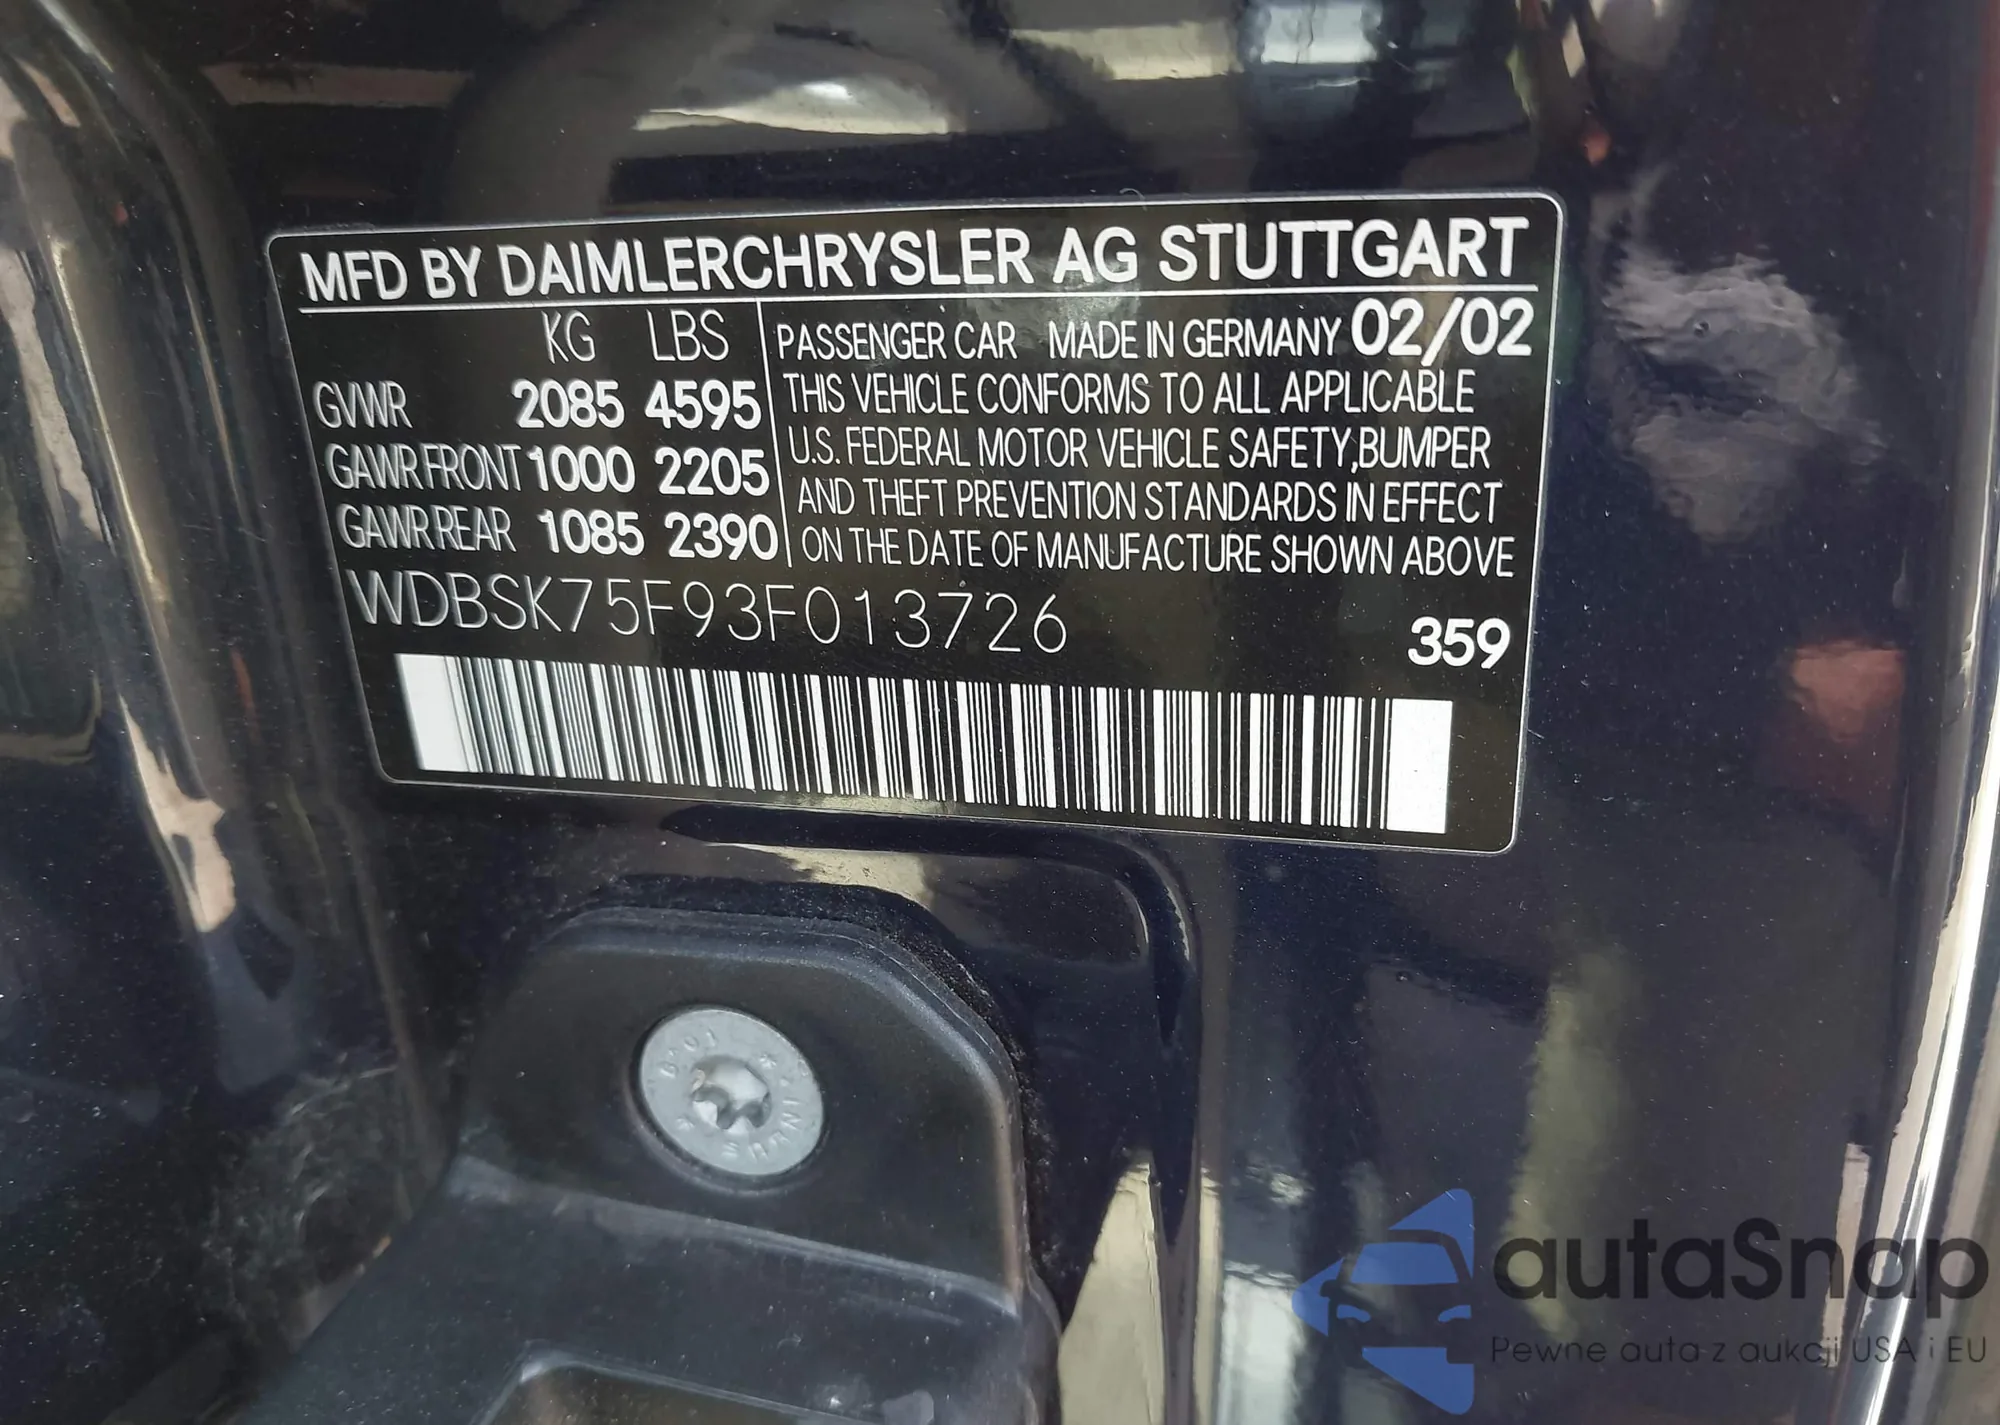 MFD BY DAIMLERCHRYSLER AG STUTTGART
KG LBS
GVWR 2085 4595
GAWR FRONT 1000 2205
GAWR REAR 1085 2390
PASSENGER CAR MADE IN GERMANY 02/02
THIS VEHICLE CONFORMS TO ALL APPLICABLE
U.S. FEDERAL MOTOR VEHICLE SAFETY,BUMPER
AND THEFT PREVENTION STANDARDS IN EFFECT
ON THE DATE OF MANUFACTURE SHOWN ABOVE
WDBSK75F93F013726
359
autaSnap
Pewne auta z aukcji USA i EU